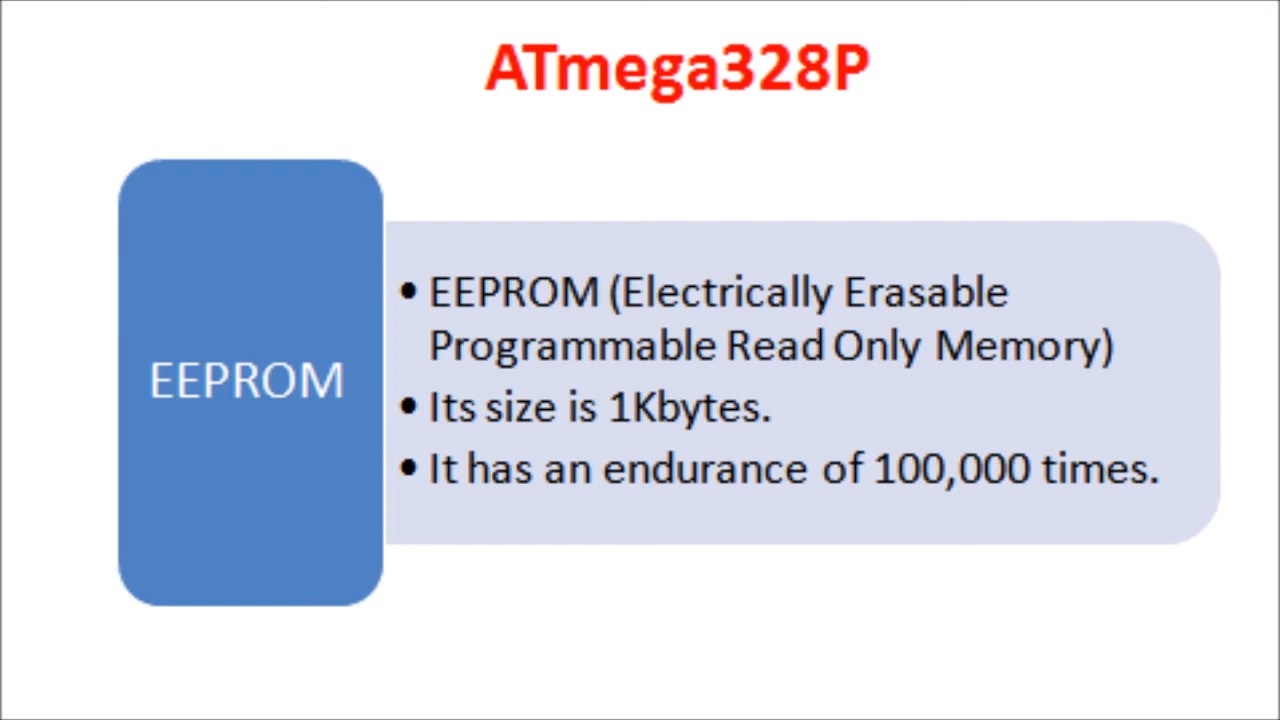 ATmega328P
EEPROM
• EEPROM (Electrically Erasable
Programmable Read Only Memory)
• Its size is 1Kbytes.
• It has an endurance of 100,000 times.